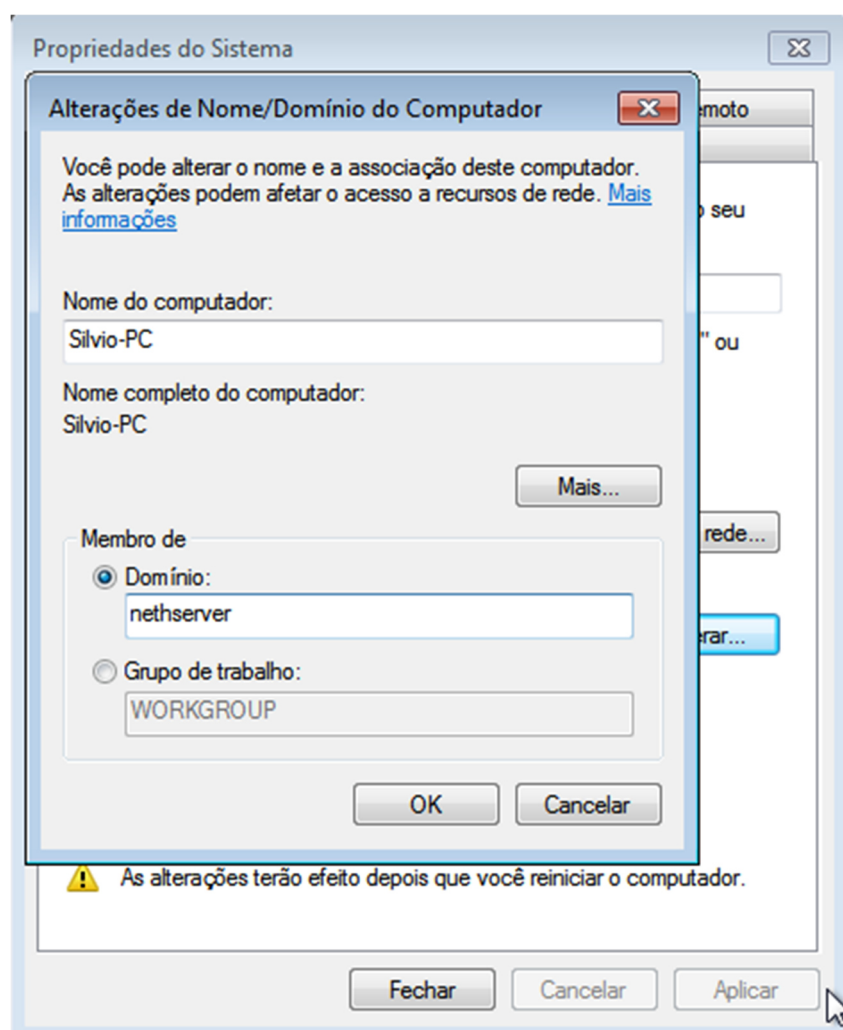 Propriedades do Sistema
Alterações de Nome/Domínio do Computador
emoto
Você pode alterar o nome e a associação deste computador.
As alterações podem afetar o acesso a recursos de rede. Mais
informações
o seu
Nome do computador:
Silvio-PC
" ou
Nome completo do computador:
Silvio-PC
Mais...
rede...
Membro de
Domínio:
nethserver
erar...
Grupo de trabalho:
WORKGROUP
OK
Cancelar
As alterações terão efeito depois que você reiniciar o computador.
Fechar
Cancelar
Aplicar